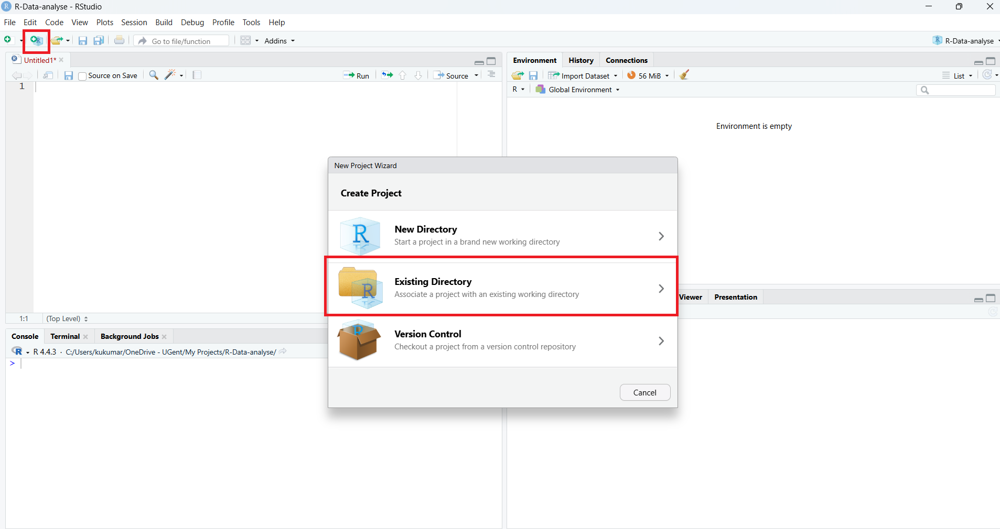 R-Data-analyse - RStudio
File Edit Code View Plots Session Build Debug Profile Tools Help
Go to file/function Addins R-Data-analyse
Untitled1*
Source on Save Run Source
1
1:1 (Top Level)
Console Terminal Background Jobs
R 4.4.3 · C:/Users/kukumar/OneDrive - UGent/My Projects/R-Data-analyse/
>
Environment History Connections
Import Dataset 56 MiB List
R Global Environment
Environment is empty
Viewer Presentation
New Project Wizard
Create Project
New Directory
Start a project in a brand new working directory
Existing Directory
Associate a project with an existing working directory
Version Control
Checkout a project from a version control repository
Cancel